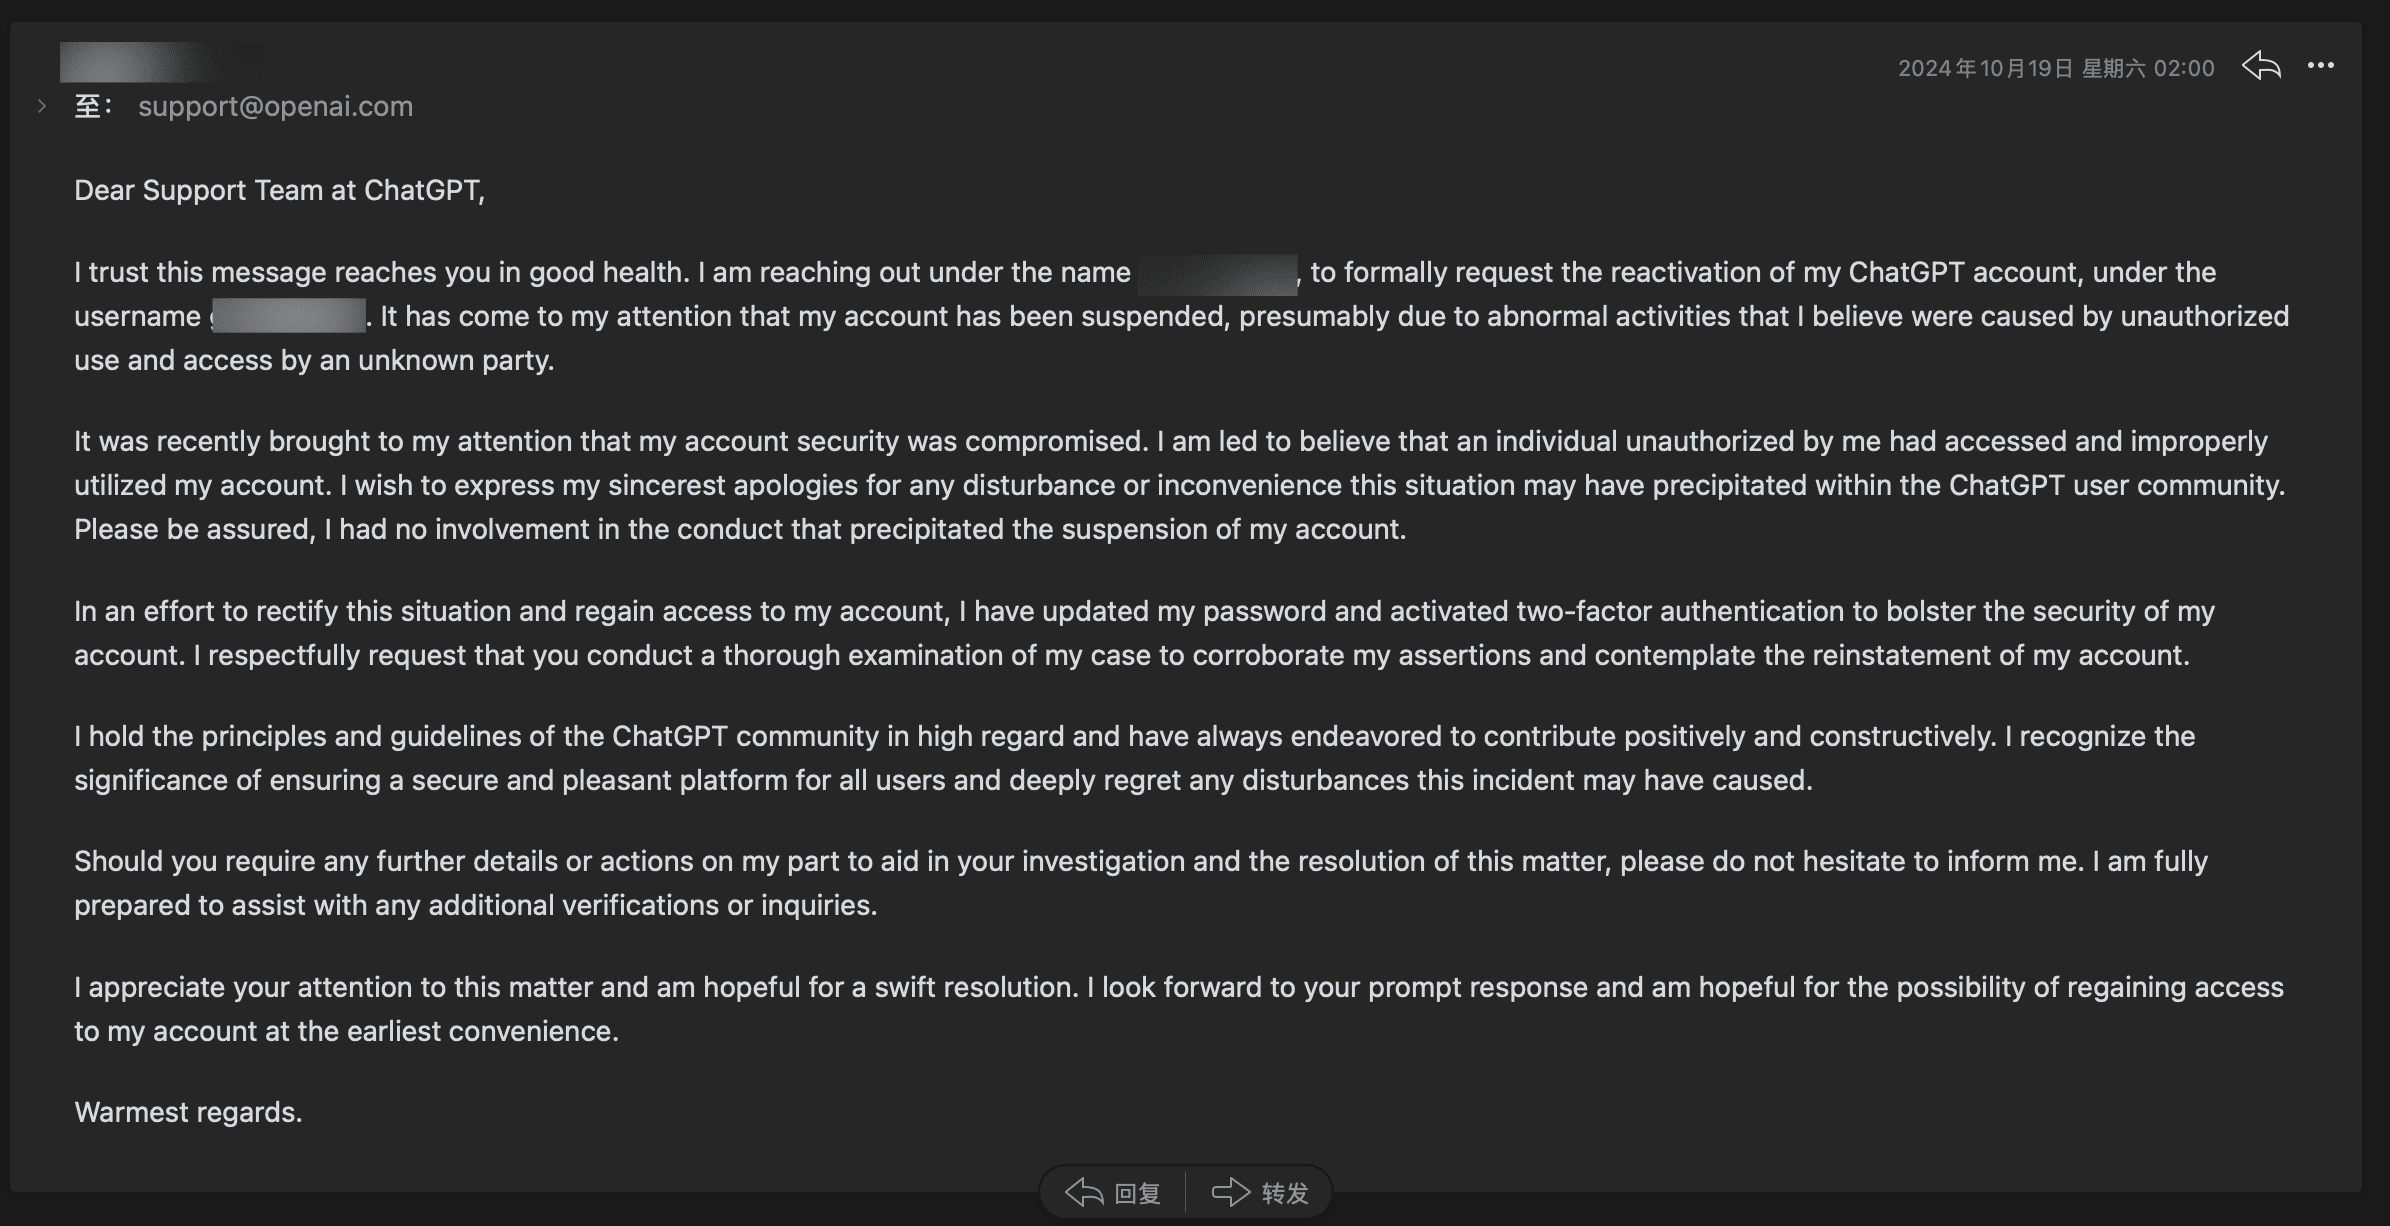 2024年10月19日 星期六 02:00
至： support@openai.com
Dear Support Team at ChatGPT,
I trust this message reaches you in good health. I am reaching out under the name , to formally request the reactivation of my ChatGPT account, under the
username . It has come to my attention that my account has been suspended, presumably due to abnormal activities that I believe were caused by unauthorized
use and access by an unknown party.
It was recently brought to my attention that my account security was compromised. I am led to believe that an individual unauthorized by me had accessed and improperly
utilized my account. I wish to express my sincerest apologies for any disturbance or inconvenience this situation may have precipitated within the ChatGPT user community.
Please be assured, I had no involvement in the conduct that precipitated the suspension of my account.
In an effort to rectify this situation and regain access to my account, I have updated my password and activated two-factor authentication to bolster the security of my
account. I respectfully request that you conduct a thorough examination of my case to corroborate my assertions and contemplate the reinstatement of my account.
I hold the principles and guidelines of the ChatGPT community in high regard and have always endeavored to contribute positively and constructively. I recognize the
significance of ensuring a secure and pleasant platform for all users and deeply regret any disturbances this incident may have caused.
Should you require any further details or actions on my part to aid in your investigation and the resolution of this matter, please do not hesitate to inform me. I am fully
prepared to assist with any additional verifications or inquiries.
I appreciate your attention to this matter and am hopeful for a swift resolution. I look forward to your prompt response and am hopeful for the possibility of regaining access
to my account at the earliest convenience.
Warmest regards.
回复 转发